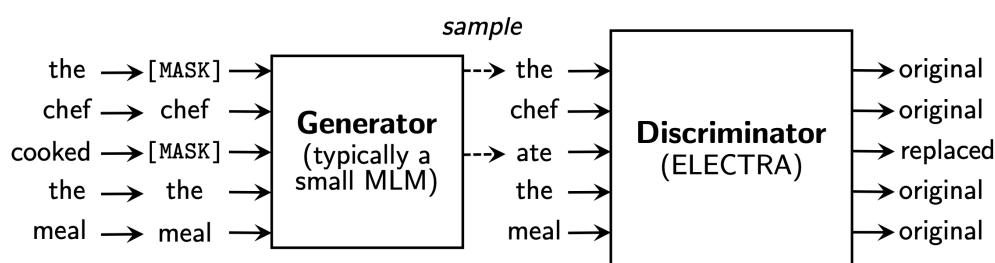 sample
the [MASK] the original
chef chef chef original
Generator
(typically a
small MLM)
Discriminator
(ELECTRA)
cooked [MASK] ate replaced
the the the original
meal meal meal original